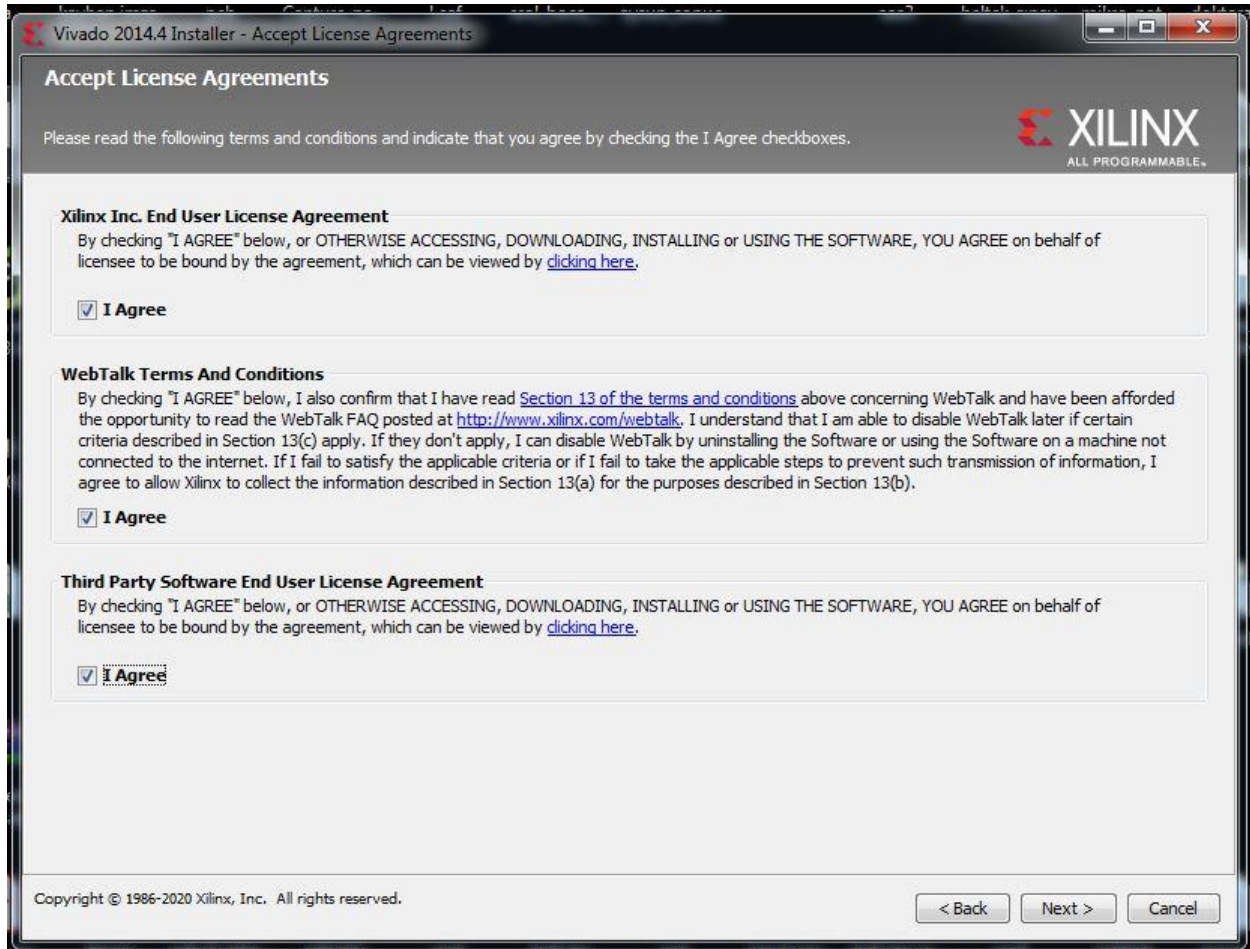 Vivado 2014.4 Installer - Accept License Agreements
Accept License Agreements
Please read the following terms and conditions and indicate that you agree by checking the I Agree checkboxes.
XILINX
ALL PROGRAMMABLE.
Xilinx Inc. End User License Agreement
By checking "I AGREE" below, or OTHERWISE ACCESSING, DOWNLOADING, INSTALLING or USING THE SOFTWARE, YOU AGREE on behalf of
licensee to be bound by the agreement, which can be viewed by clicking here.
I Agree
WebTalk Terms And Conditions
By checking "I AGREE" below, I also confirm that I have read Section 13 of the terms and conditions above concerning WebTalk and have been afforded
the opportunity to read the WebTalk FAQ posted at http://www.xilinx.com/webtalk. I understand that I am able to disable WebTalk later if certain
criteria described in Section 13(c) apply. If they don't apply, I can disable WebTalk by uninstalling the Software or using the Software on a machine not
connected to the internet. If I fail to satisfy the applicable criteria or if I fail to take the applicable steps to prevent such transmission of information, I
agree to allow Xilinx to collect the information described in Section 13(a) for the purposes described in Section 13(b).
I Agree
Third Party Software End User License Agreement
By checking "I AGREE" below, or OTHERWISE ACCESSING, DOWNLOADING, INSTALLING or USING THE SOFTWARE, YOU AGREE on behalf of
licensee to be bound by the agreement, which can be viewed by clicking here.
I Agree
Copyright © 1986-2020 Xilinx, Inc. All rights reserved.
< Back
Next >
Cancel